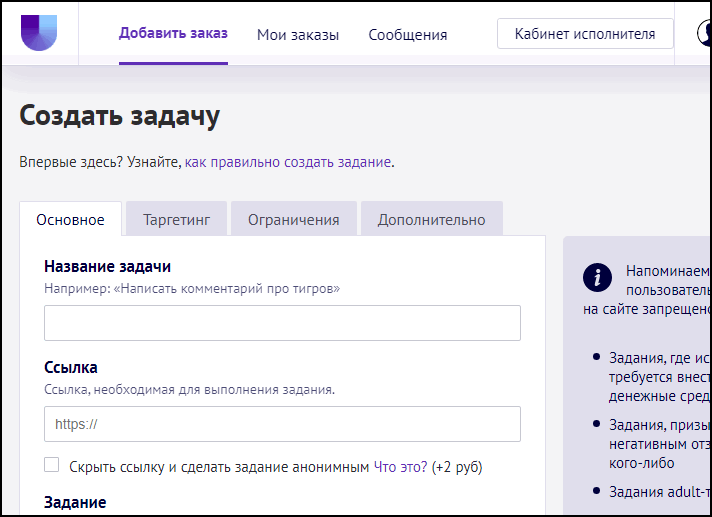 Добавить заказ Мои заказы Сообщения Кабинет исполнителя
Создать задачу
Впервые здесь? Узнайте, как правильно создать задание.
Основное Таргетинг Ограничения Дополнительно
Название задачи
Например: «Написать комментарий про тигров»
Ссылка
Ссылка, необходимая для выполнения задания.
https://
Скрыть ссылку и сделать задание анонимным Что это? (+2 руб)
Задание
Напоминаем
пользователь
на сайте запрещено
Задания, где ис
требуется внест
денежные сред
Задания, призы
негативным отз
кого-либо
Задания adult-т